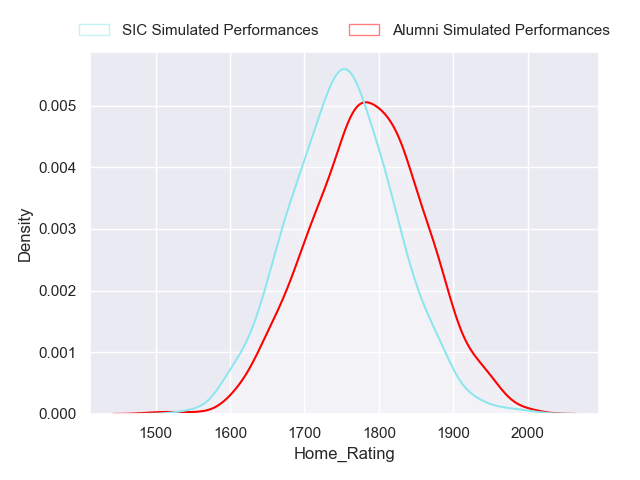 SIC Simulated Performances Alumni Simulated Performances
0.005
0.004
0.003
0.002
0.001
0.000
Density
1500 1600 1700 1800 1900 2000
Home_Rating